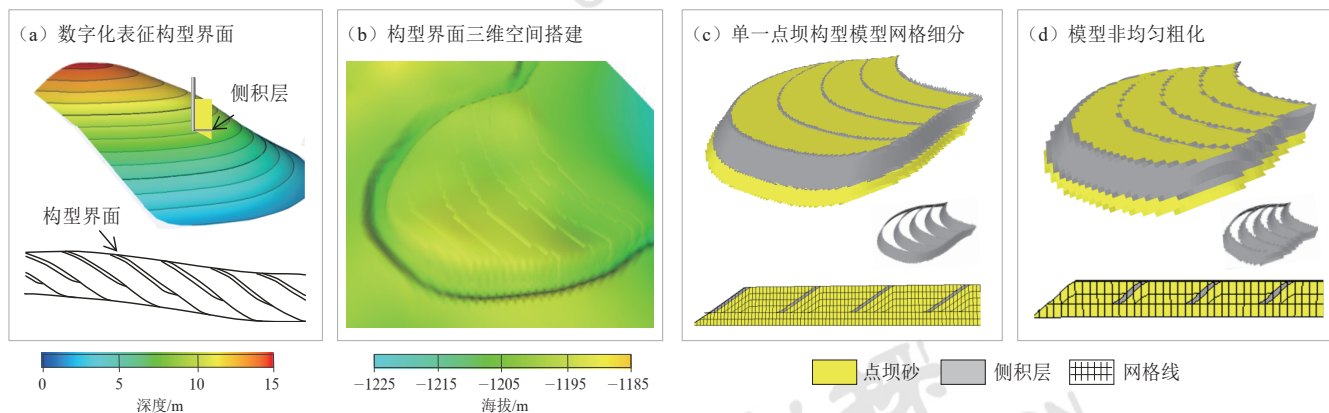 （a）数字化表征构型界面
侧积层
构型界面
0 5 10 15
深度/m
（b）构型界面三维空间搭建
−1225 −1215 −1205 −1195 −1185
海拔/m
（c）单一点坝构型模型网格细分
（d）模型非均匀粗化
点坝砂 侧积层 网格线